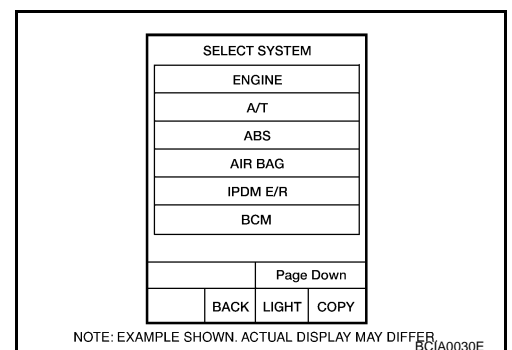 SELECT SYSTEM
ENGINE
A/T
ABS
AIR BAG
IPDM E/R
BCM
Page Down
BACK LIGHT COPY
NOTE: EXAMPLE SHOWN. ACTUAL DISPLAY MAY DIFFER.
BCIA0030E